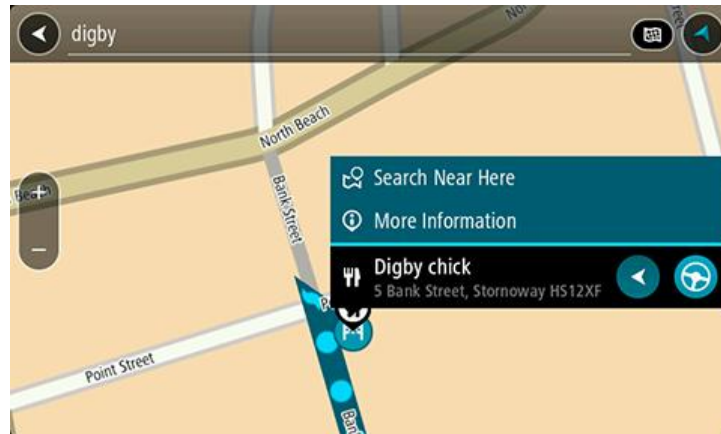 digby
North Beach
Bank Street
Search Near Here
More Information
Digby chick
5 Bank Street, Stornoway HS12XF
Point Street